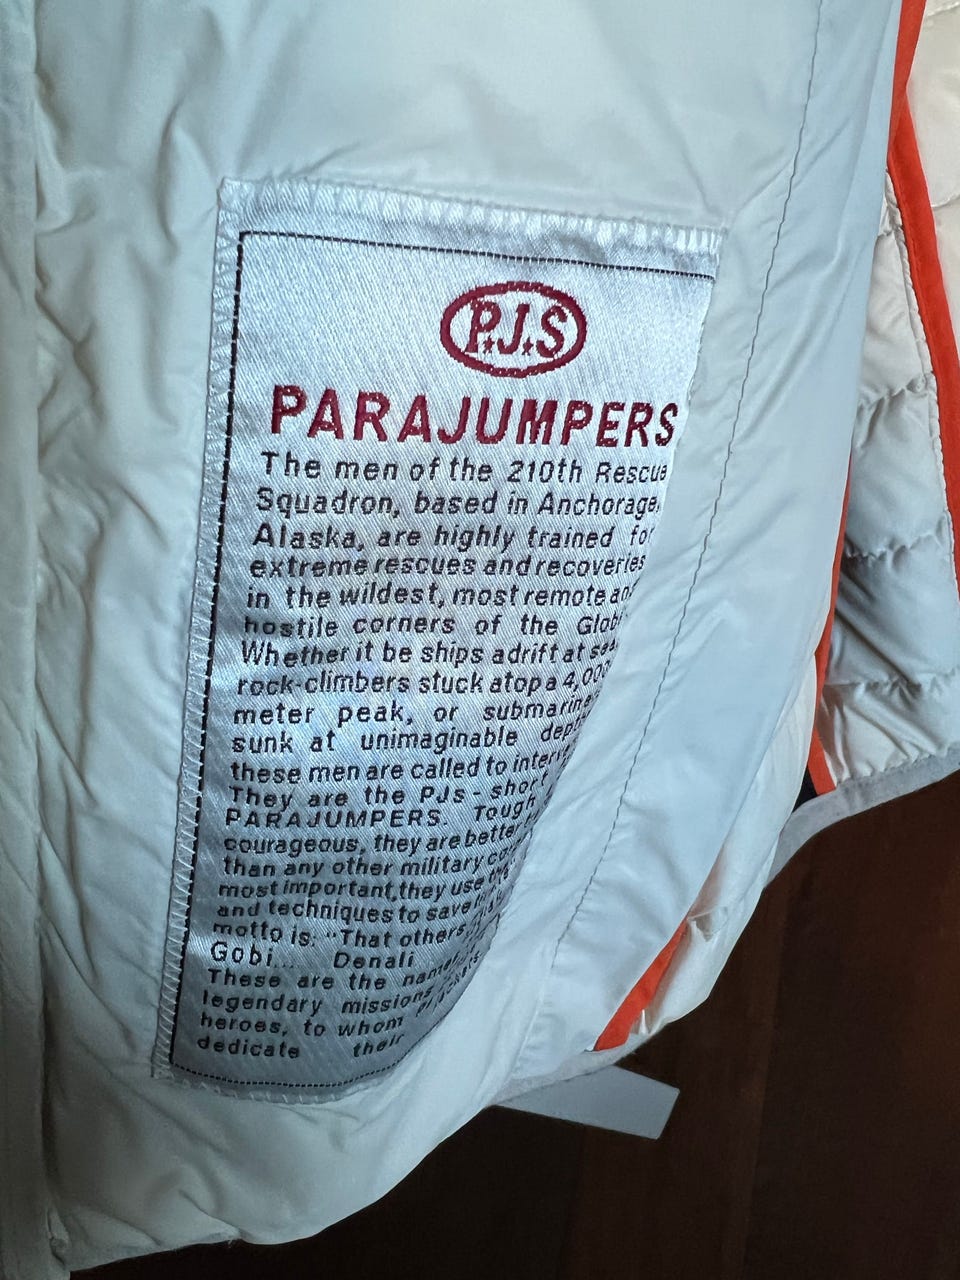 P.J.S
PARAJUMPERS
The men of the 210th Rescue
Squadron, based in Anchorage,
Alaska, are highly trained for
extreme rescues and recoveries
in the wildest, most remote
hostile corners of the
Whether it be ships adrift at
rock-climbers stuck atop a
meter peak, or
sunk at unimaginable
these men are called to
They are the PJs - short
PARAJUMPERS. Tough
courageous, they are better
than any other military
most important, they use
and techniques to save
motto is: "That others
Gobi... Denali
These are the
legendary missions
heroes, to whom
dedicate their